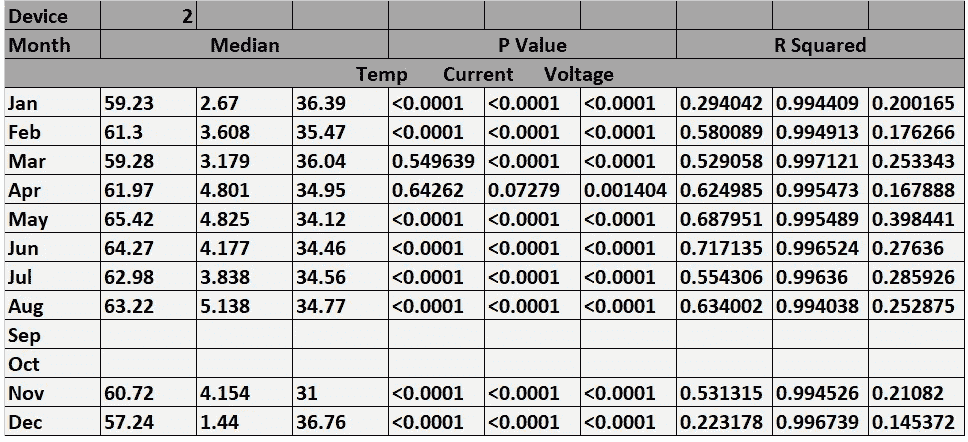 Device 2
Month Median P Value R Squared
Temp Current Voltage
Jan 59.23 2.67 36.39 <0.0001 <0.0001 <0.0001 0.294042 0.994409 0.200165
Feb 61.3 3.608 35.47 <0.0001 <0.0001 <0.0001 0.580089 0.994913 0.176266
Mar 59.28 3.179 36.04 0.549639 <0.0001 <0.0001 0.529058 0.997121 0.253343
Apr 61.97 4.801 34.95 0.64262 0.07279 0.001404 0.624985 0.995473 0.167888
May 65.42 4.825 34.12 <0.0001 <0.0001 <0.0001 0.687951 0.995489 0.398441
Jun 64.27 4.177 34.46 <0.0001 <0.0001 <0.0001 0.717135 0.996524 0.27636
Jul 62.98 3.838 34.56 <0.0001 <0.0001 <0.0001 0.554306 0.99636 0.285926
Aug 63.22 5.138 34.77 <0.0001 <0.0001 <0.0001 0.634002 0.994038 0.252875
Sep
Oct
Nov 60.72 4.154 31 <0.0001 <0.0001 <0.0001 0.531315 0.994526 0.21082
Dec 57.24 1.44 36.76 <0.0001 <0.0001 <0.0001 0.223178 0.996739 0.145372